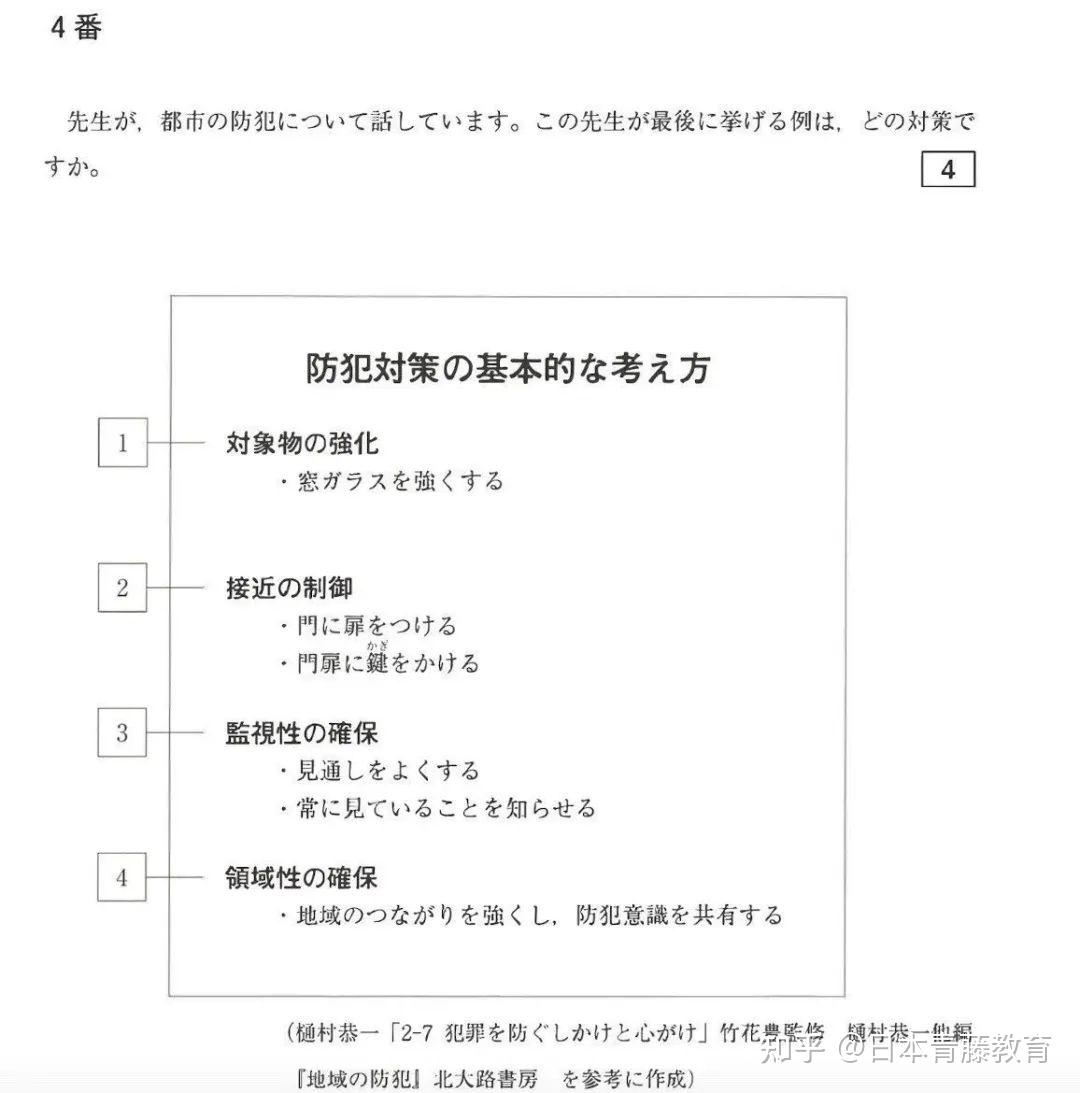 4番
先生が，都市の防犯について話しています。この先生が最後に挙げる例は，どの対策で
すか。
4
防犯対策の基本的な考え方
1
対象物の強化
・窓ガラスを強くする
2
接近の制御
・門に扉をつける
かぎ
・門扉に鍵をかける
3
監視性の確保
・見通しをよくする
・常に見ていることを知らせる
4
領域性の確保
・地域のつながりを強くし，防犯意識を共有する
（樋村恭一「2-7 犯罪を防ぐしかけと心がけ」竹花豊監修　樋村恭一他編
『地域の防犯』北大路書房　を参考に作成）
知乎 @日本青藤教育